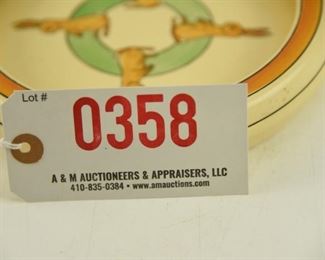 Lot #
0358
A & M AUCTIONEERS & APPRAISERS, LLC
410-835-0384 • www.amauctions.com